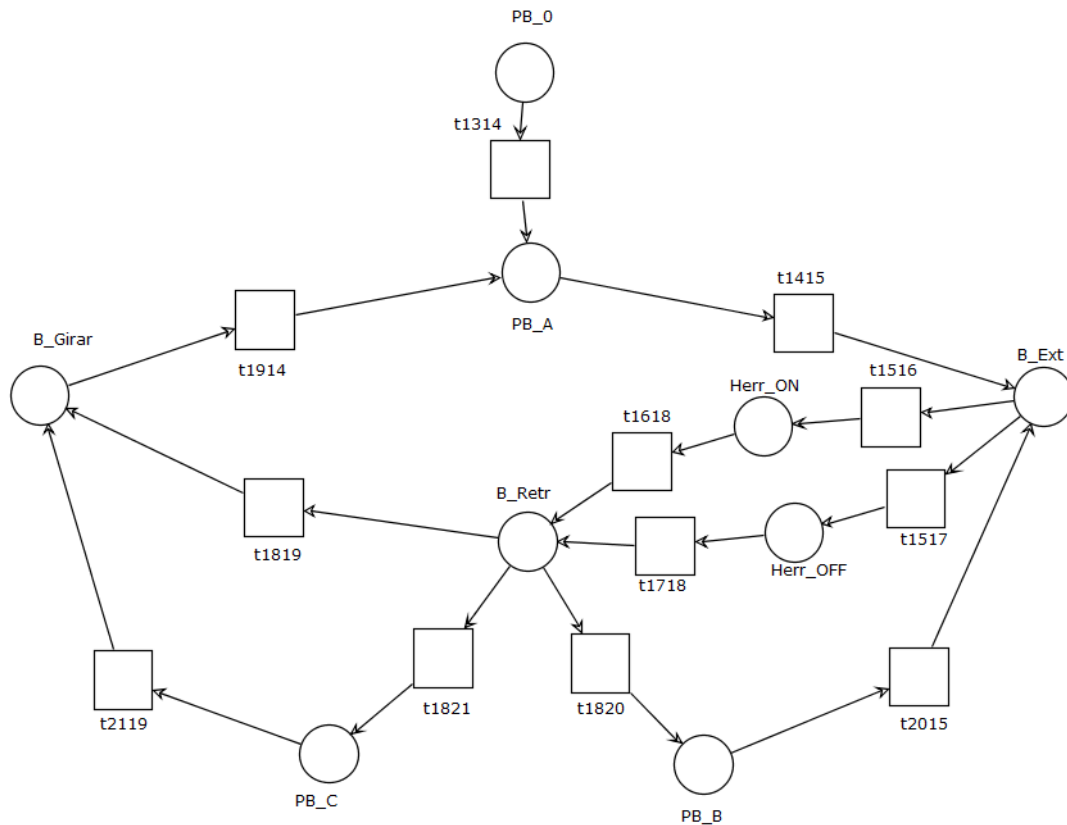 PB_0
t1314
PB_A
t1415
B_Girar
t1914
B_Ext
t1516
Herr_ON
t1618
B_Retr
t1819
t1517
Herr_OFF
t1718
t2119
t1821
t1820
t2015
PB_C
PB_B